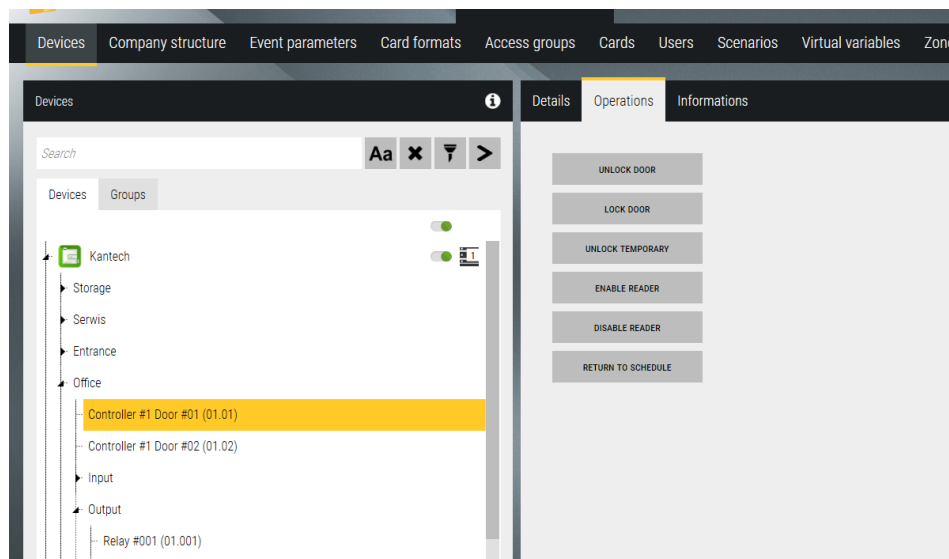 Devices Company structure Event parameters Card formats Access groups Cards Users Scenarios Virtual variables
Devices
Details Operations Informations
Search
Aa
Devices Groups
Kantech
1
Storage
Serwis
Entrance
Office
Controller #1 Door #01 (01.01)
Controller #1 Door #02 (01.02)
Input
Output
Relay #001 (01.001)
UNLOCK DOOR
LOCK DOOR
UNLOCK TEMPORARY
ENABLE READER
DISABLE READER
RETURN TO SCHEDULE